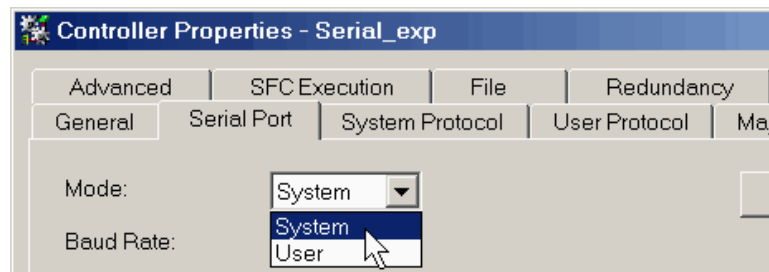 Controller Properties - Serial_exp
Advanced SFC Execution File Redundancy
General Serial Port System Protocol User Protocol Ma
Mode: System
System
Baud Rate:
User